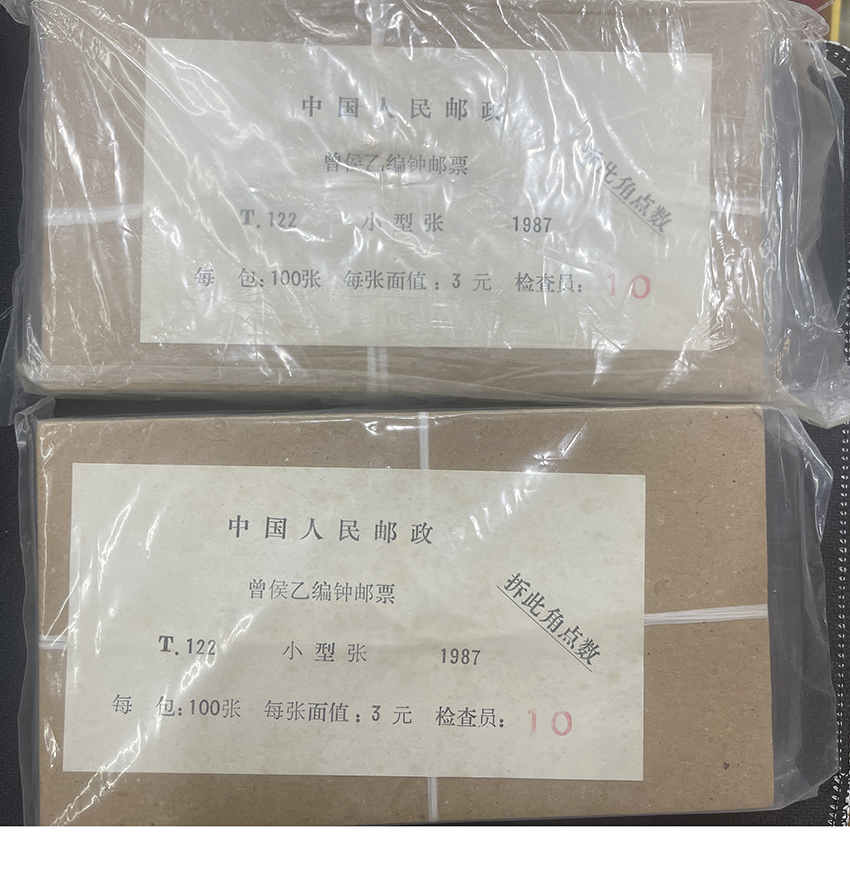 中国人民邮政
曾侯乙编钟邮票
拆此角点数
T.122 小型张 1987
每 包:100张 每张面值:3 元 检查员: 10
中国人民邮政
曾侯乙编钟邮票
拆此角点数
T.122 小型张 1987
每 包:100张 每张面值:3 元 检查员: 10